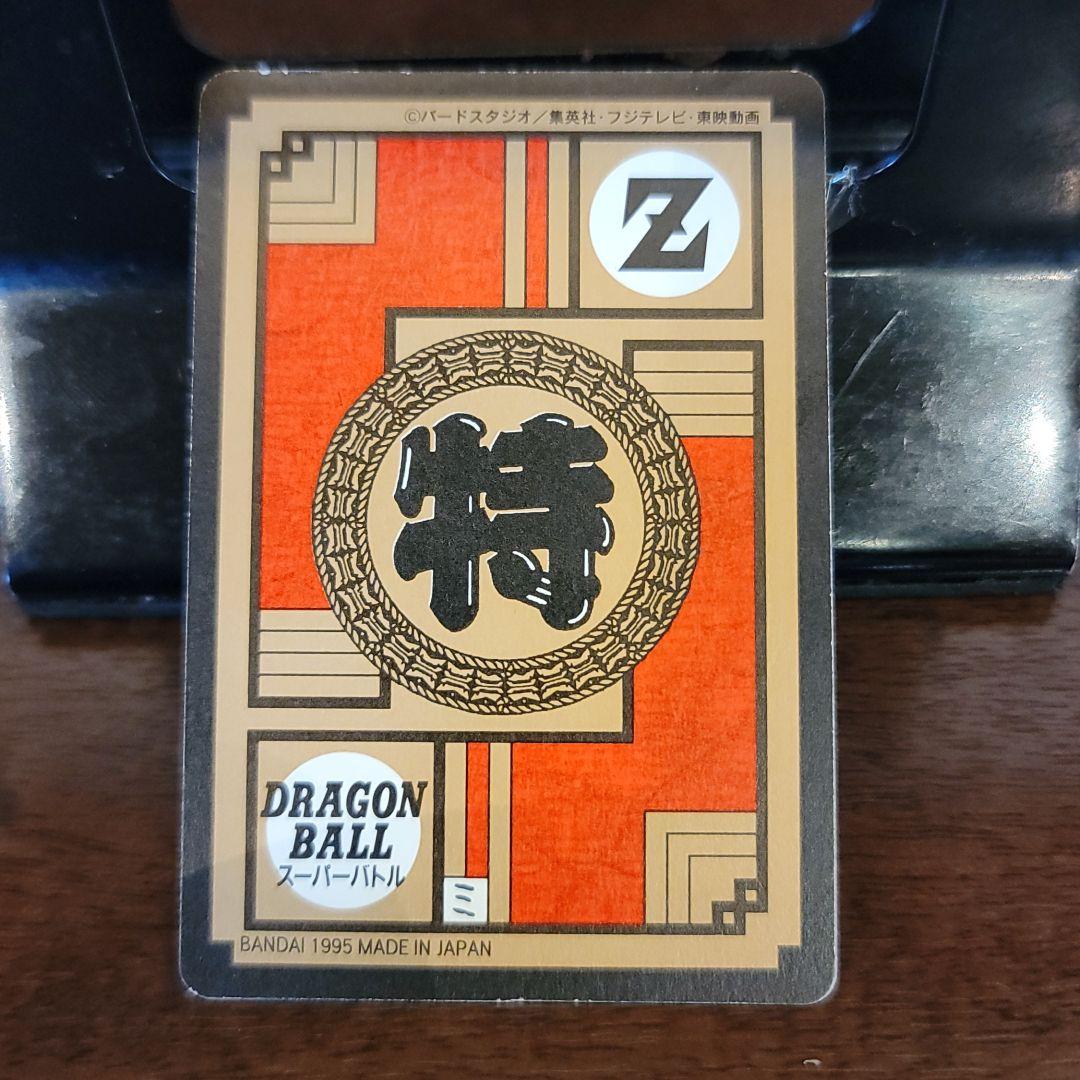 ©バードスタジオ／集英社・フジテレビ・東映動画
Z
特
DRAGON
BALL
スーパーバトル
ミ
BANDAI 1995 MADE IN JAPAN